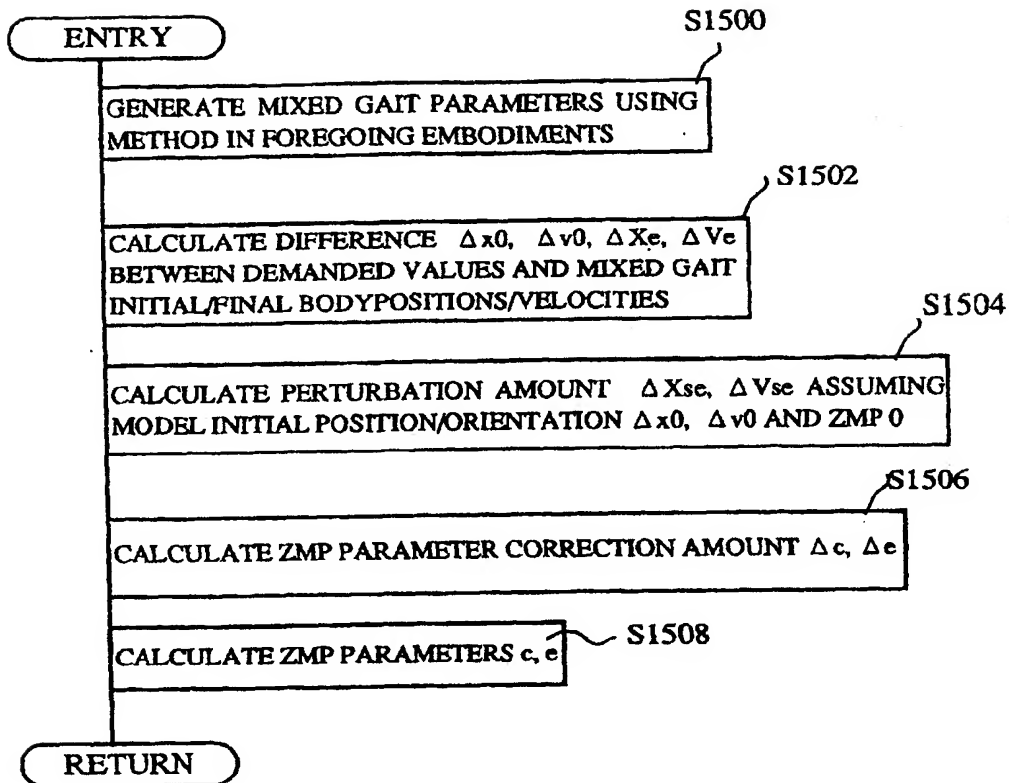 ENTRY
S1500
GENERATE MIXED GAIT PARAMETERS USING
METHOD IN FOREGOING EMBODIMENTS
S1502
CALCULATE DIFFERENCE Δx0, Δv0, ΔXe, ΔVe
BETWEEN DEMANDED VALUES AND MIXED GAIT
INITIAL/FINAL BODYPOSITIONS/VELOCITIES
S1504
CALCULATE PERTURBATION AMOUNT ΔXse, ΔVse ASSUMING
MODEL INITIAL POSITION/ORIENTATION Δx0, Δv0 AND ZMP 0
S1506
CALCULATE ZMP PARAMETER CORRECTION AMOUNT Δc, Δe
S1508
CALCULATE ZMP PARAMETERS c, e
RETURN